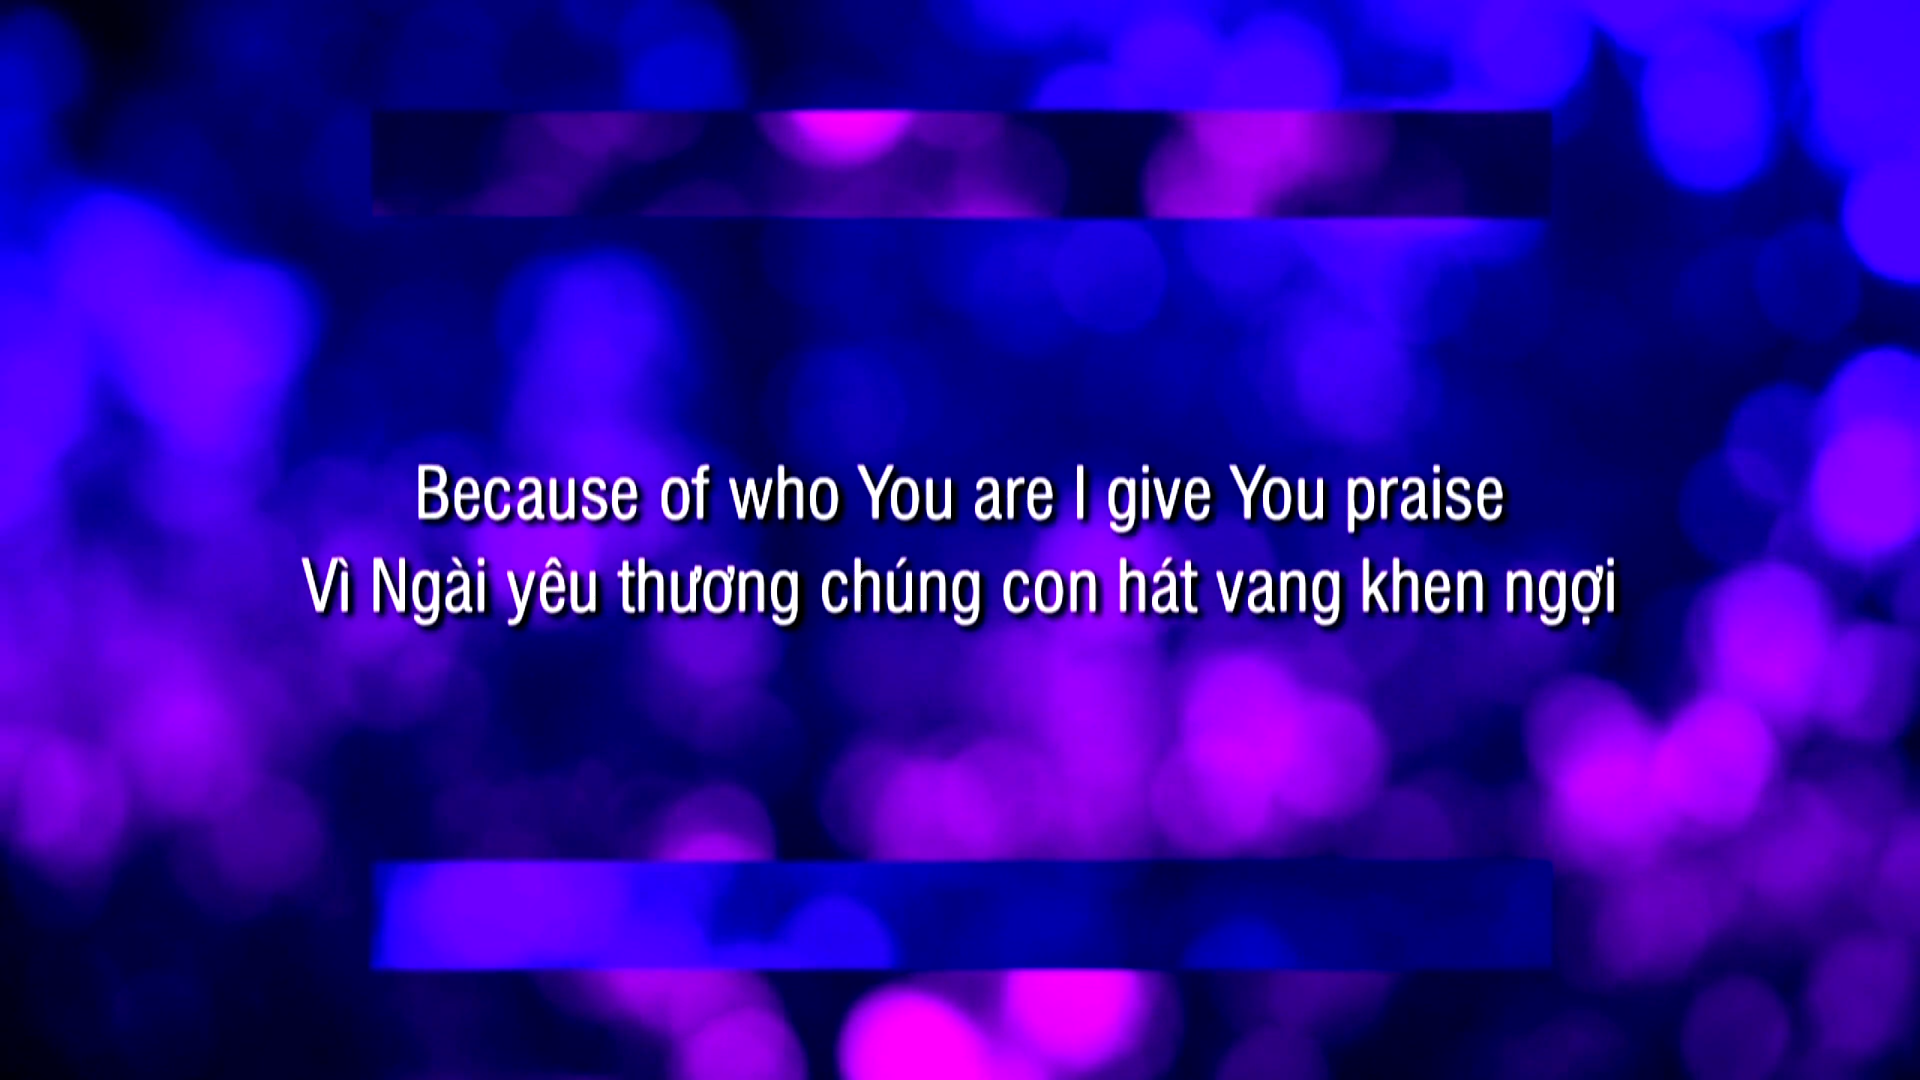 Because of who You are I give You praise
Vì Ngài yêu thương chúng con hát vang khen ngợi